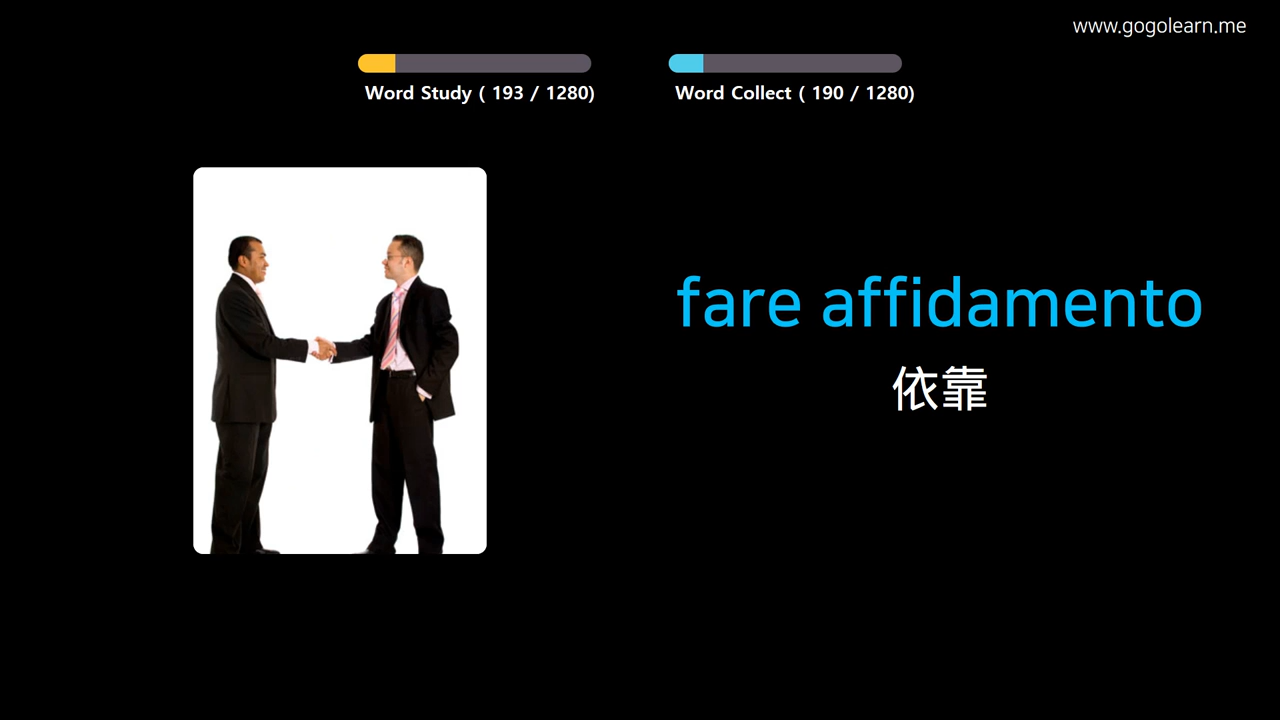 www.gogolearn.me
Word Study ( 193 / 1280)
Word Collect ( 190 / 1280)
fare affidamento
依靠